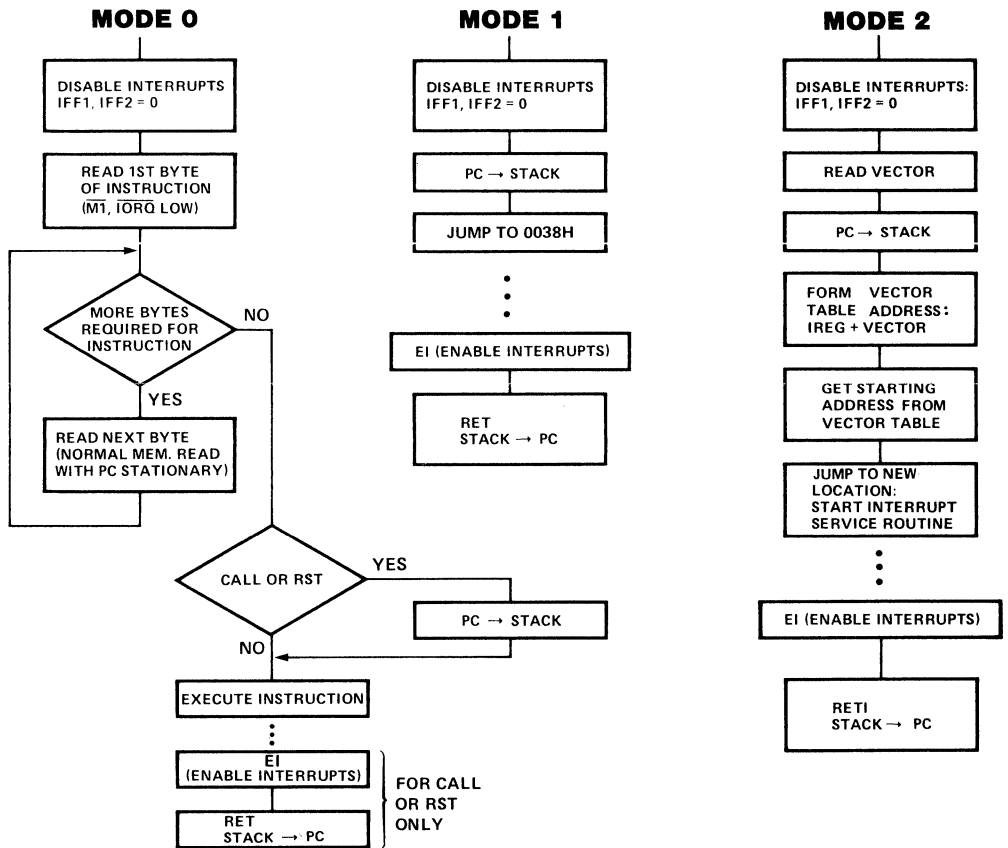 MODE 0
DISABLE INTERRUPTS
IFF1, IFF2 = 0
READ 1ST BYTE
OF INSTRUCTION
(M̅1̅, I̅O̅R̅Q̅ LOW)
MORE BYTES
REQUIRED FOR
INSTRUCTION
NO
YES
READ NEXT BYTE
(NORMAL MEM. READ
WITH PC STATIONARY)
CALL OR RST
YES
PC → STACK
NO
EXECUTE INSTRUCTION
EI
(ENABLE INTERRUPTS)
RET
STACK → PC
FOR CALL
OR RST
ONLY
MODE 1
DISABLE INTERRUPTS
IFF1, IFF2 = 0
PC → STACK
JUMP TO 0038H
EI (ENABLE INTERRUPTS)
RET
STACK → PC
MODE 2
DISABLE INTERRUPTS:
IFF1, IFF2 = 0
READ VECTOR
PC → STACK
FORM VECTOR
TABLE ADDRESS:
IREG + VECTOR
GET STARTING
ADDRESS FROM
VECTOR TABLE
JUMP TO NEW
LOCATION:
START INTERRUPT
SERVICE ROUTINE
EI (ENABLE INTERRUPTS)
RETI
STACK → PC